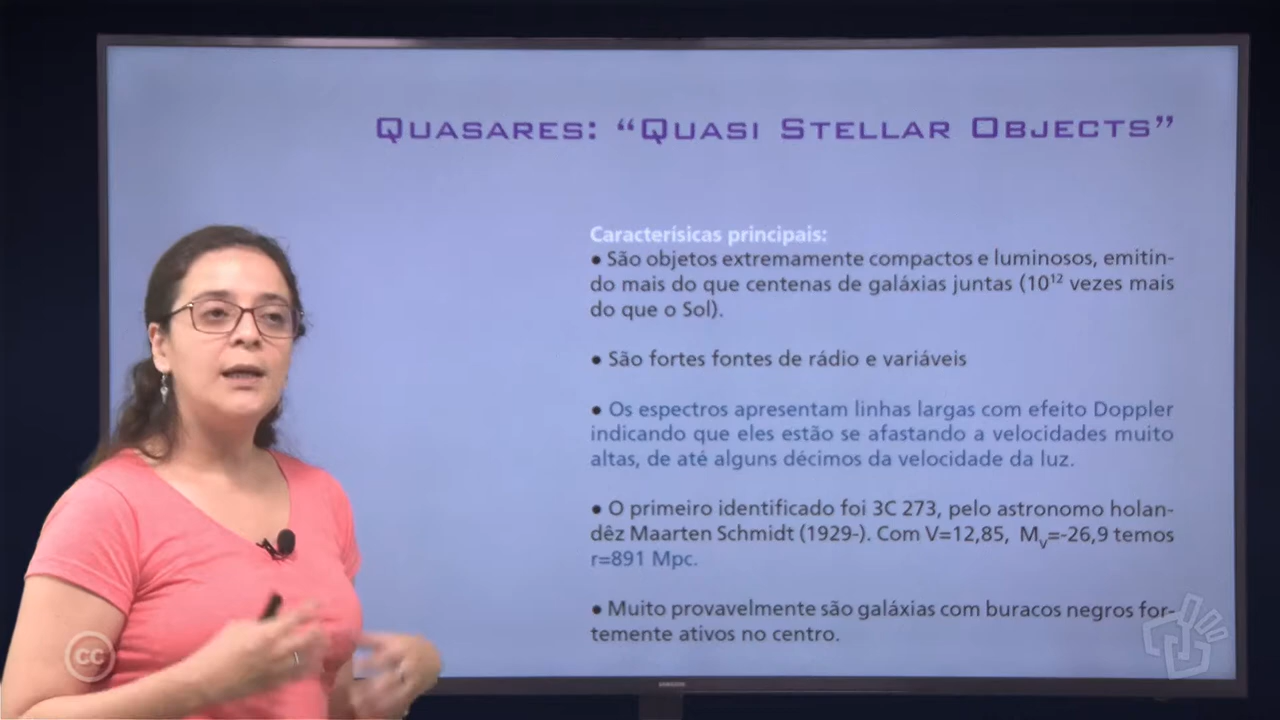 QUASARES: “QUASI STELLAR OBJECTS”
Caracterísicas principais:
● São objetos extremamente compactos e luminosos, emitin-
do mais do que centenas de galáxias juntas (10¹² vezes mais
do que o Sol).
● São fortes fontes de rádio e variáveis
● Os espectros apresentam linhas largas com efeito Doppler
indicando que eles estão se afastando a velocidades muito
altas, de até alguns décimos da velocidade da luz.
● O primeiro identificado foi 3C 273, pelo astronomo holan-
dêz Maarten Schmidt (1929-). Com V=12,85, Mᵥ=-26,9 temos
r=891 Mpc.
● Muito provavelmente são galáxias com buracos negros for-
temente ativos no centro.
cc
SAMSUNG